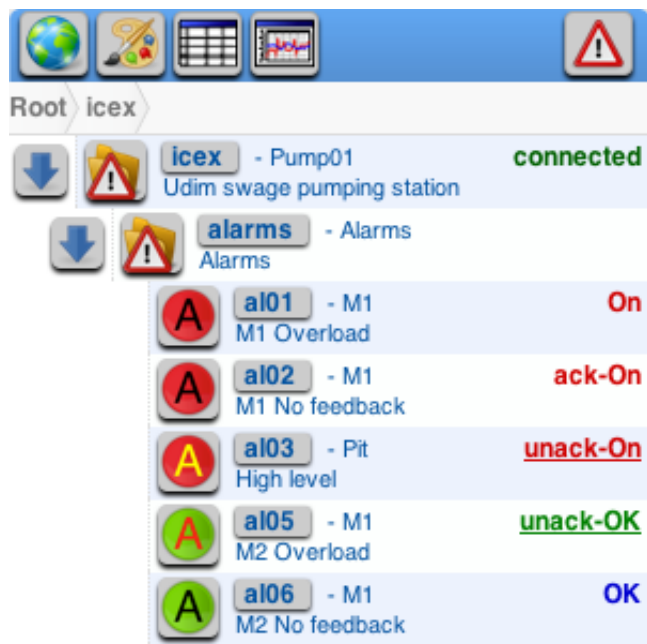 Root icex
icex - Pump01 connected
Udim swage pumping station
alarms - Alarms
Alarms
A al01 - M1 On
M1 Overload
A al02 - M1 ack-On
M1 No feedback
A al03 - Pit unack-On
High level
A al05 - M1 unack-OK
M2 Overload
A al06 - M1 OK
M2 No feedback